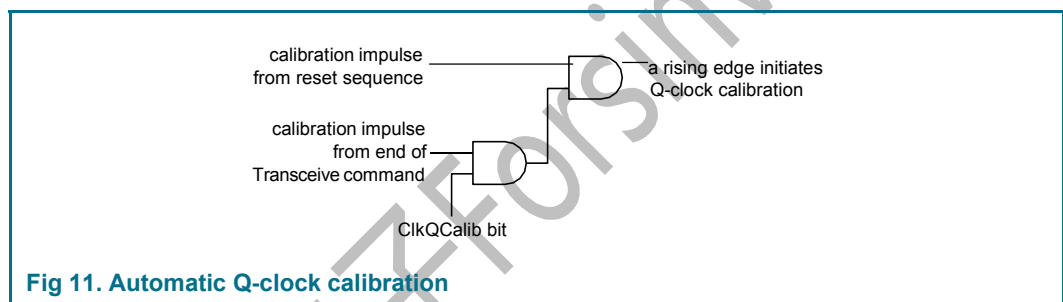 calibration impulse
from reset sequence
a rising edge initiates
Q-clock calibration
calibration impulse
from end of
Transceive command
ClkQCalib bit
Fig 11. Automatic Q-clock calibration